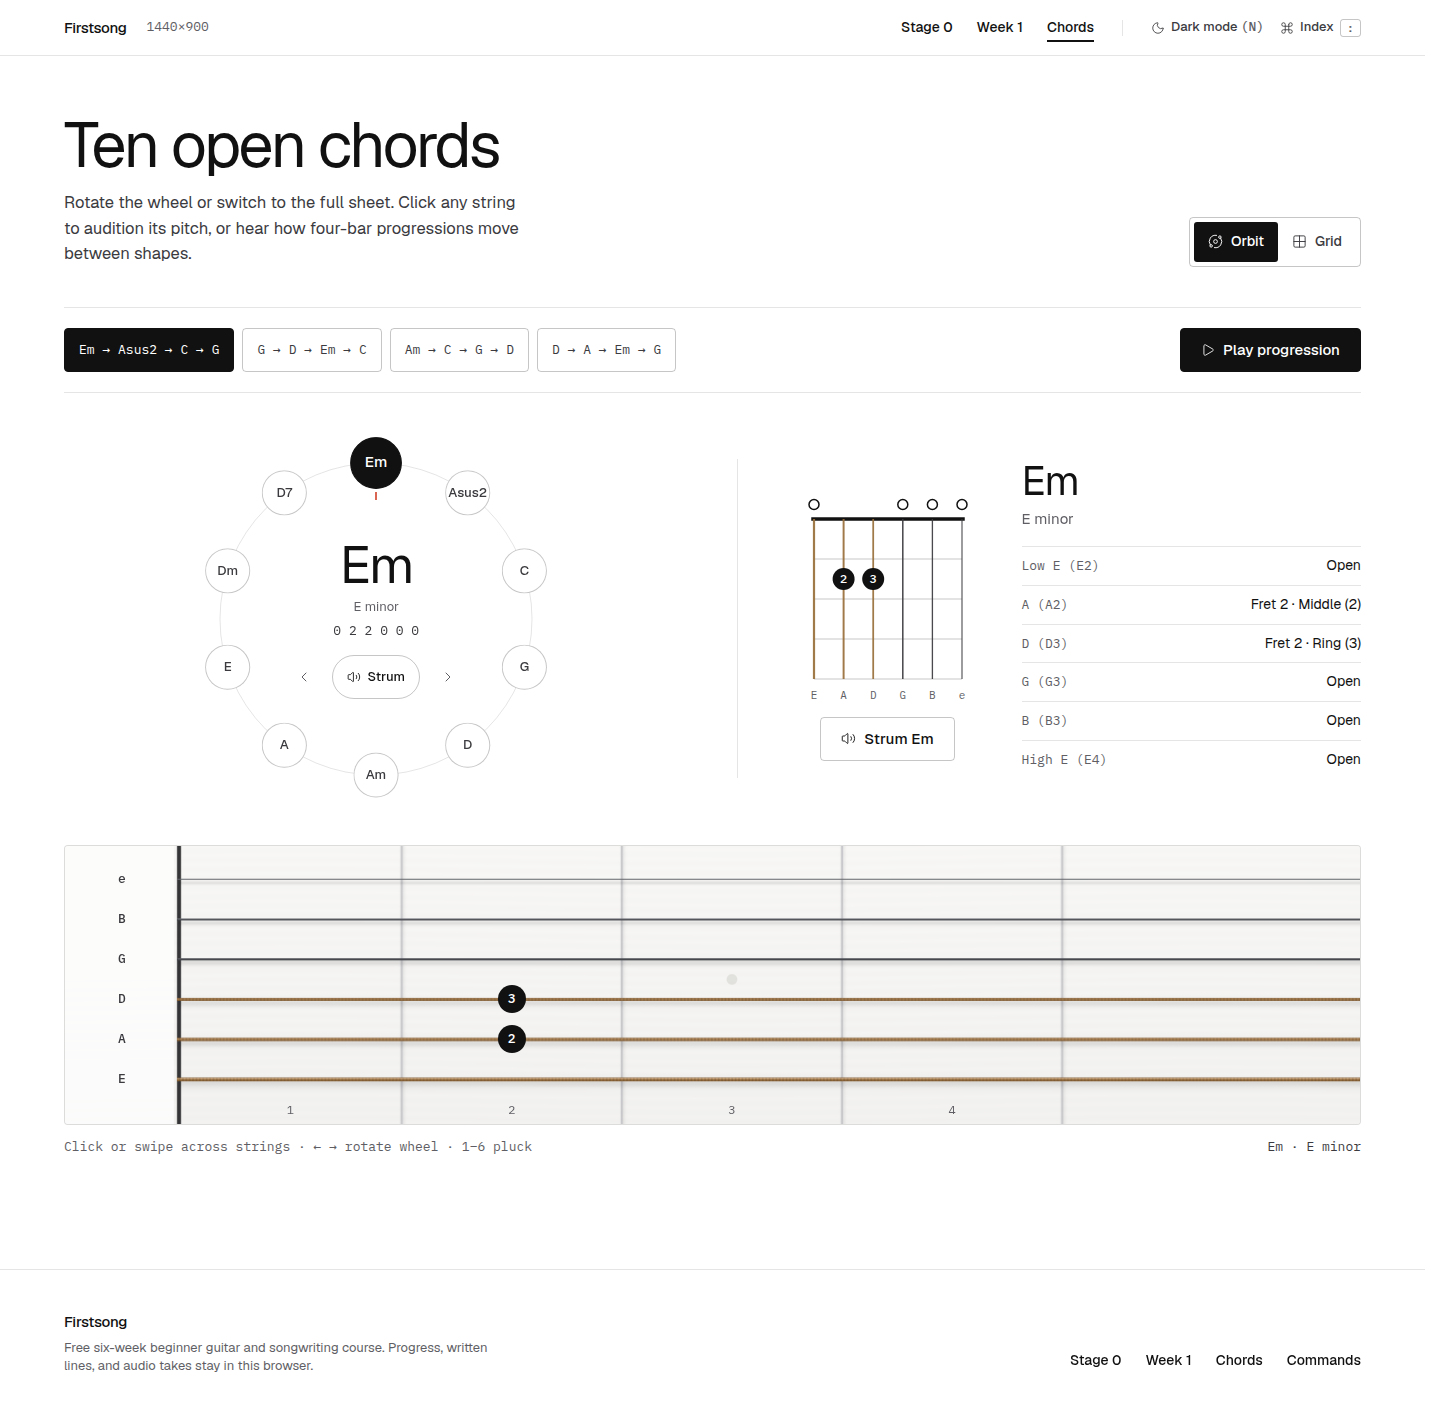 Firstsong 1440×900 Stage 0 Week 1 Chords Dark mode (N) Index :
Ten open chords
Rotate the wheel or switch to the full sheet. Click any string
to audition its pitch, or hear how four-bar progressions move
between shapes.
Orbit Grid
Em → Asus2 → C → G G → D → Em → C Am → C → G → D D → A → Em → G Play progression
Em
D7 Asus2
Dm C
Em
E minor
0 2 2 0 0 0
E G
Strum
A D
Am
2 3
E A D G B e
Strum Em
Em
E minor
Low E (E2) Open
A (A2) Fret 2 · Middle (2)
D (D3) Fret 2 · Ring (3)
G (G3) Open
B (B3) Open
High E (E4) Open
e
B
G
D 3
A 2
E
1 2 3 4
Click or swipe across strings · ← → rotate wheel · 1–6 pluck Em · E minor
Firstsong
Free six-week beginner guitar and songwriting course. Progress, written
lines, and audio takes stay in this browser.
Stage 0 Week 1 Chords Commands